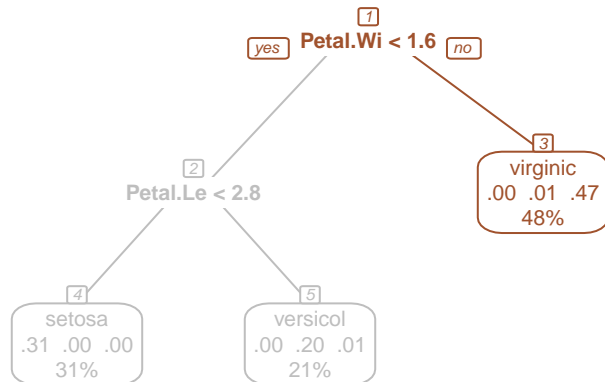 1
yes Petal.Wi < 1.6 no
3
virginic
.00 .01 .47
48%
2
Petal.Le < 2.8
4
setosa
.31 .00 .00
31%
5
versicol
.00 .20 .01
21%